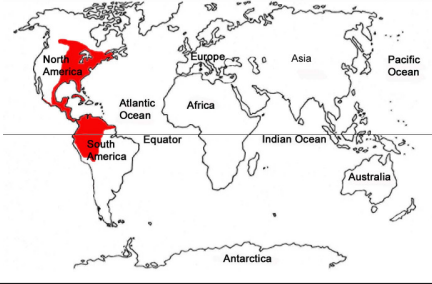 North
America
Europe
Asia
Pacific
Ocean
Atlantic
Ocean
Africa
South
America
Equator
Indian Ocean
Australia
Antarctica